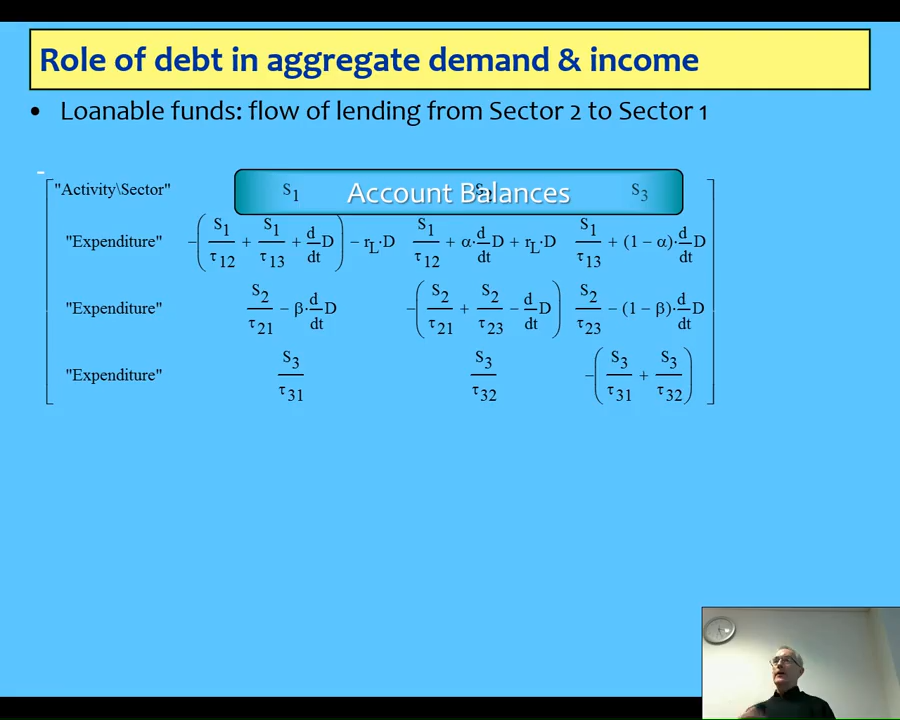 Role of debt in aggregate demand & income
• Loanable funds: flow of lending from Sector 2 to Sector 1
–
Account Balances
"Activity\Sector" S1 S2 S3
"Expenditure" −(S1/τ12 + S1/τ13 + d/dt D) − rL·D S1/τ12 + α·d/dt D + rL·D S1/τ13 + (1 − α)·d/dt D
"Expenditure" S2/τ21 − β·d/dt D −(S2/τ21 + S2/τ23 − d/dt D) S2/τ23 − (1 − β)·d/dt D
"Expenditure" S3/τ31 S3/τ32 −(S3/τ31 + S3/τ32)